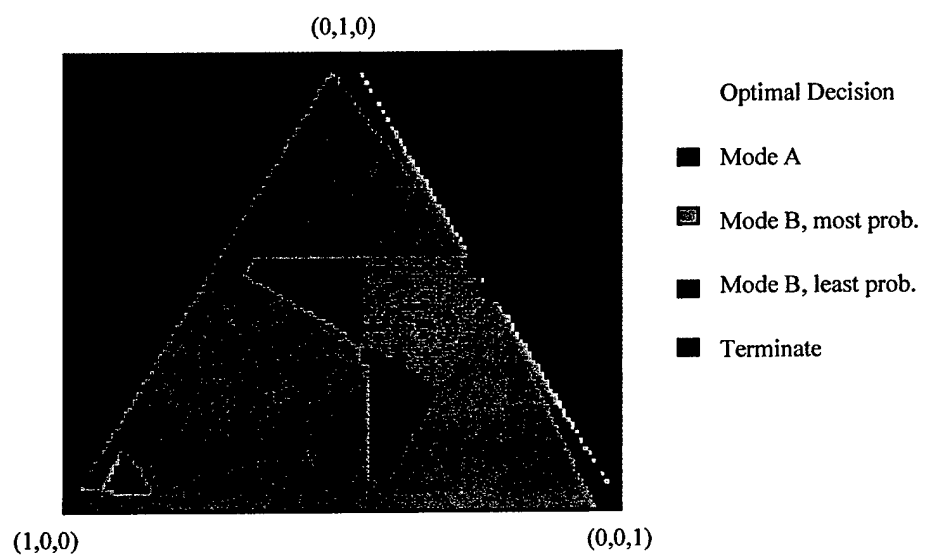 (0,1,0)
Optimal Decision
Mode A
Mode B, most prob.
Mode B, least prob.
Terminate
(1,0,0)
(0,0,1)